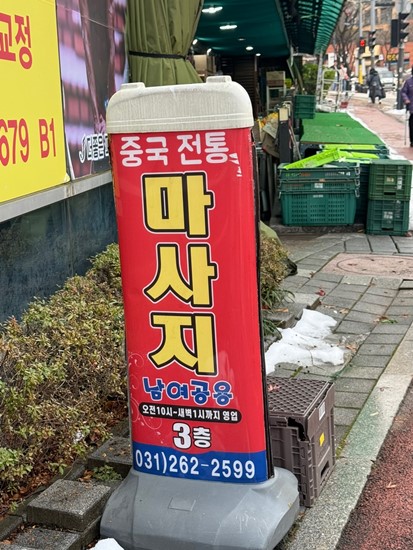 교정
679 B1
중국 전통
마사지
남여공용
오전10시~새벽1시까지 영업
3층
031)262-2599